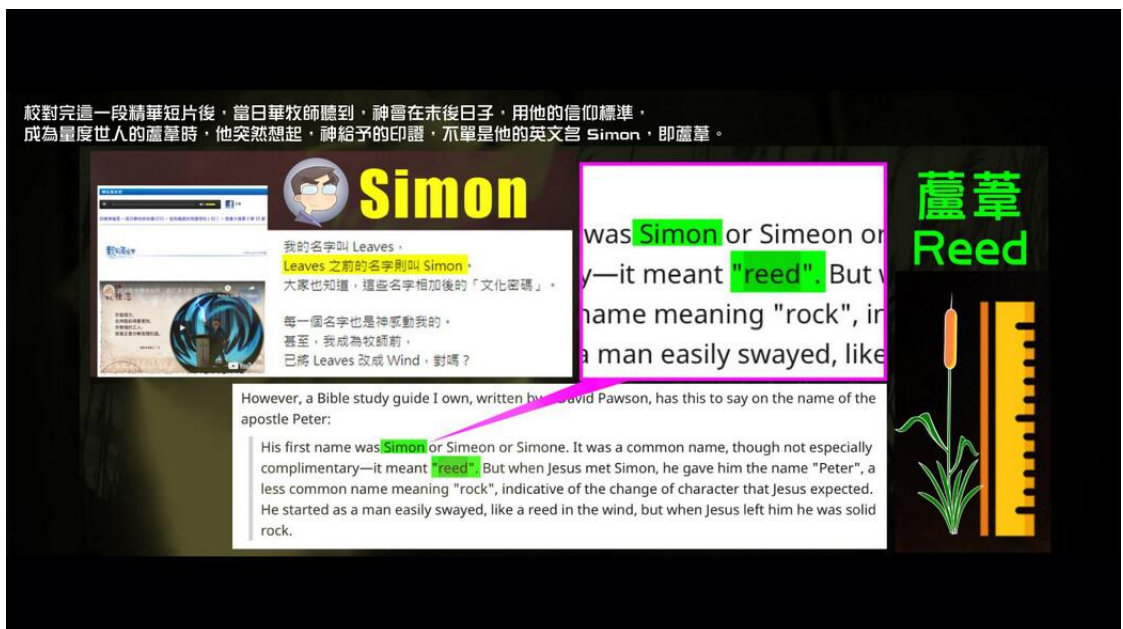 校對完這一段精華短片後，當日華牧師聽到，神會在末後日子，用他的信仰標準，
成為量度世人的蘆葦時，他突然想起，神給予的印證，不單是他的英文名 Simon，即蘆葦。
Simon
我的名字叫 Leaves，
Leaves 之前的名字則叫 Simon。
大家也知道，這些名字相加後的「文化密碼」。
每一個名字也是神感動我的。
甚至，我成為牧師前，
已將 Leaves 改成 Wind，對嗎？
was Simon or Simeon or
y—it meant "reed". But
name meaning "rock", in
a man easily swayed, like
蘆葦
Reed
However, a Bible study guide I own, written by David Pawson, has this to say on the name of the
apostle Peter:
His first name was Simon or Simeon or Simone. It was a common name, though not especially
complimentary—it meant "reed". But when Jesus met Simon, he gave him the name "Peter", a
less common name meaning "rock", indicative of the change of character that Jesus expected.
He started as a man easily swayed, like a reed in the wind, but when Jesus left him he was solid
rock.